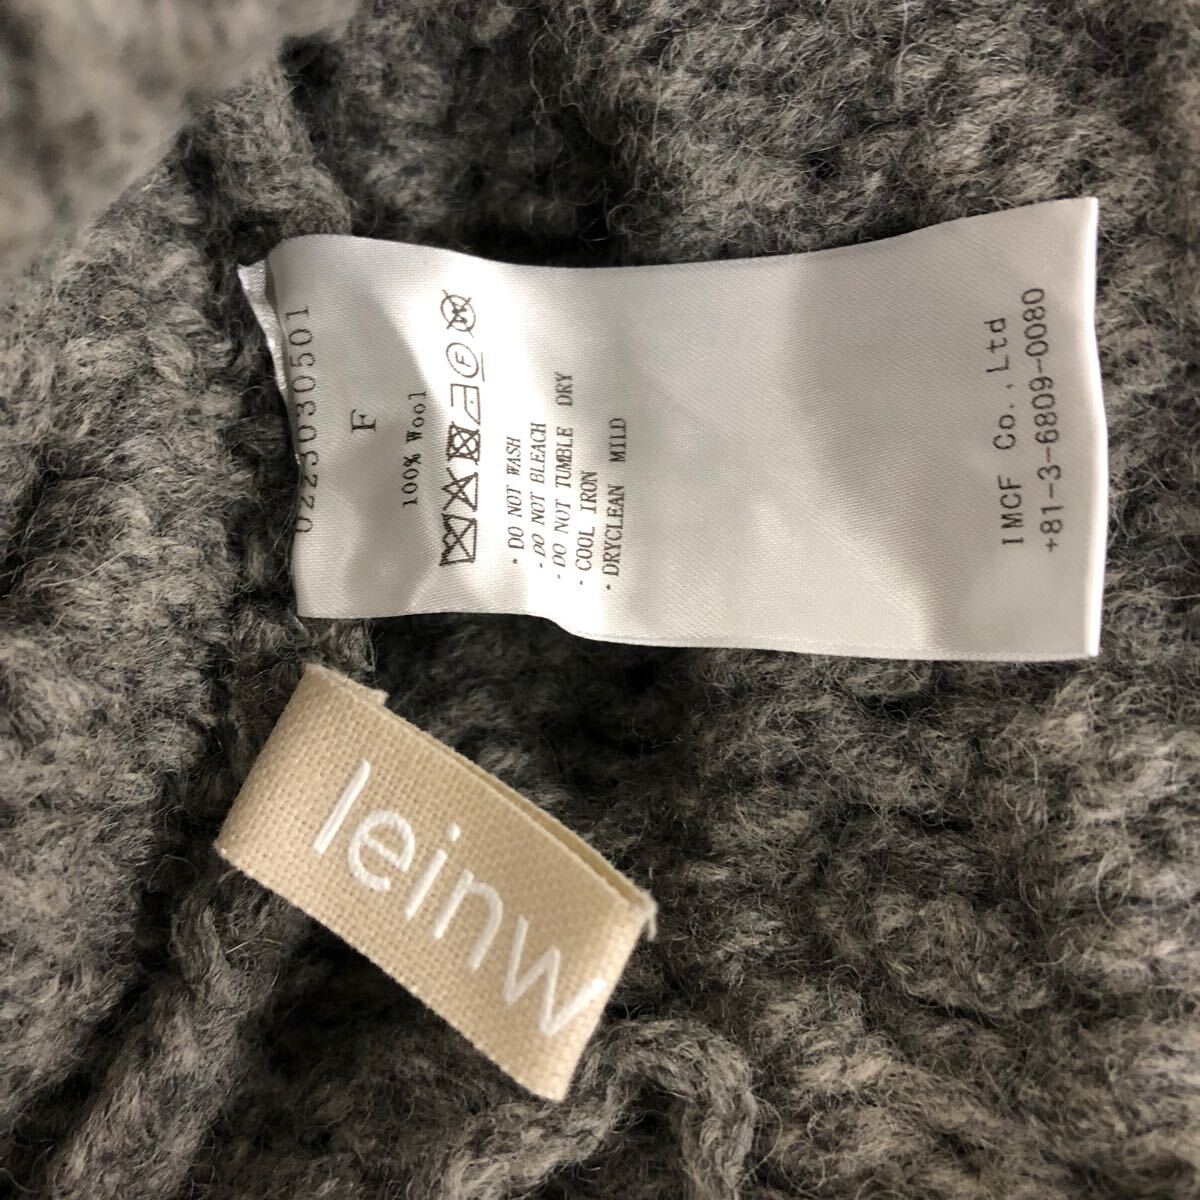 0223030501
F
100% Wool
F
W
· DO NOT WASH
· DO NOT BLEACH
· DO NOT TUMBLE DRY
· COOL IRON
· DRYCLEAN MILD
IMCF Co.,Ltd
+81-3-6809-0080
leinw